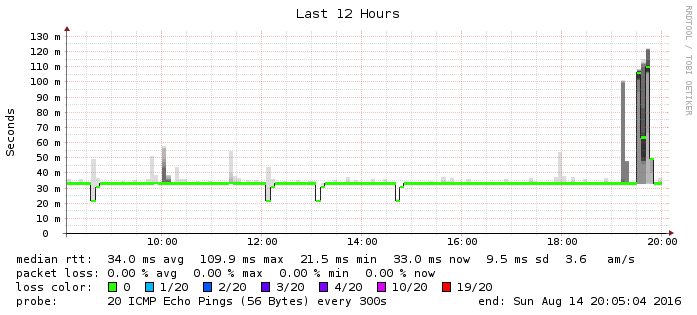 Last 12 Hours
RRDTOOL / TOBI OETIKER
Seconds
130 m
120 m
110 m
100 m
90 m
80 m
70 m
60 m
50 m
40 m
30 m
20 m
10 m
0
10:00 12:00 14:00 16:00 18:00 20:00
median rtt: 34.0 ms avg 109.9 ms max 21.5 ms min 33.0 ms now 9.5 ms sd 3.6 am/s
packet loss: 0.00 % avg 0.00 % max 0.00 % min 0.00 % now
loss color: 0 1/20 2/20 3/20 4/20 10/20 19/20
probe: 20 ICMP Echo Pings (56 Bytes) every 300s end: Sun Aug 14 20:05:04 2016